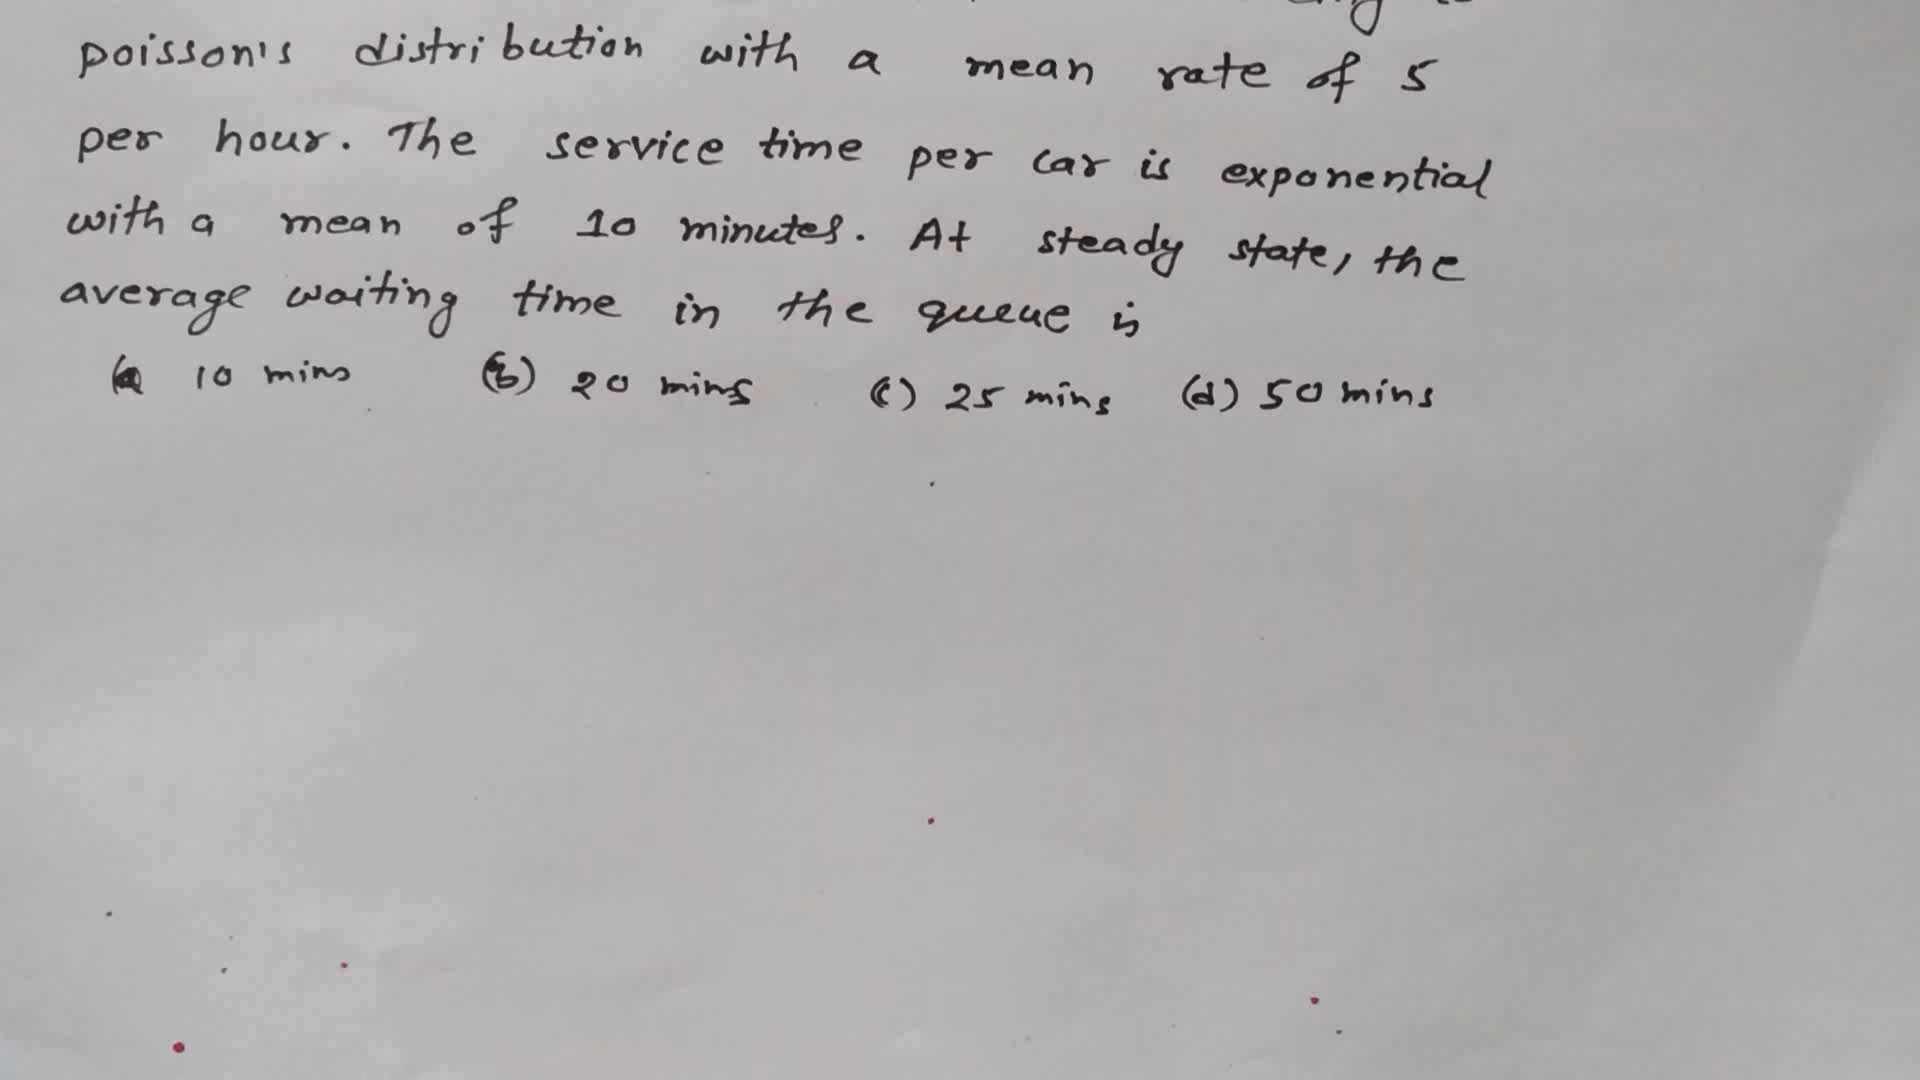 poisson's distribution with a mean rate of 5
per hour. The service time per car is exponential
with a mean of 10 minutes. At steady state, the
average waiting time in the queue is
(a 10 mins (b) 20 mins (c) 25 mins (d) 50 mins